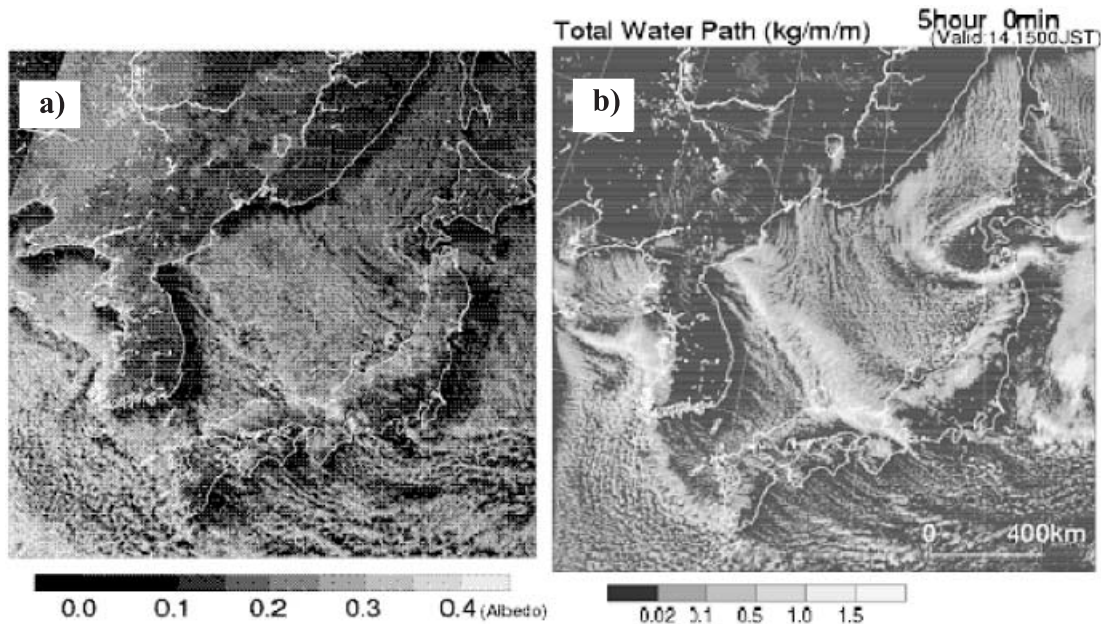 a)
0.0 0.1 0.2 0.3 0.4 (Albedo)
Total Water Path (kg/m/m) 5hour 0min
(Valid:14.1500JST)
b)
0 400km
0.02 0.1 0.5 1.0 1.5